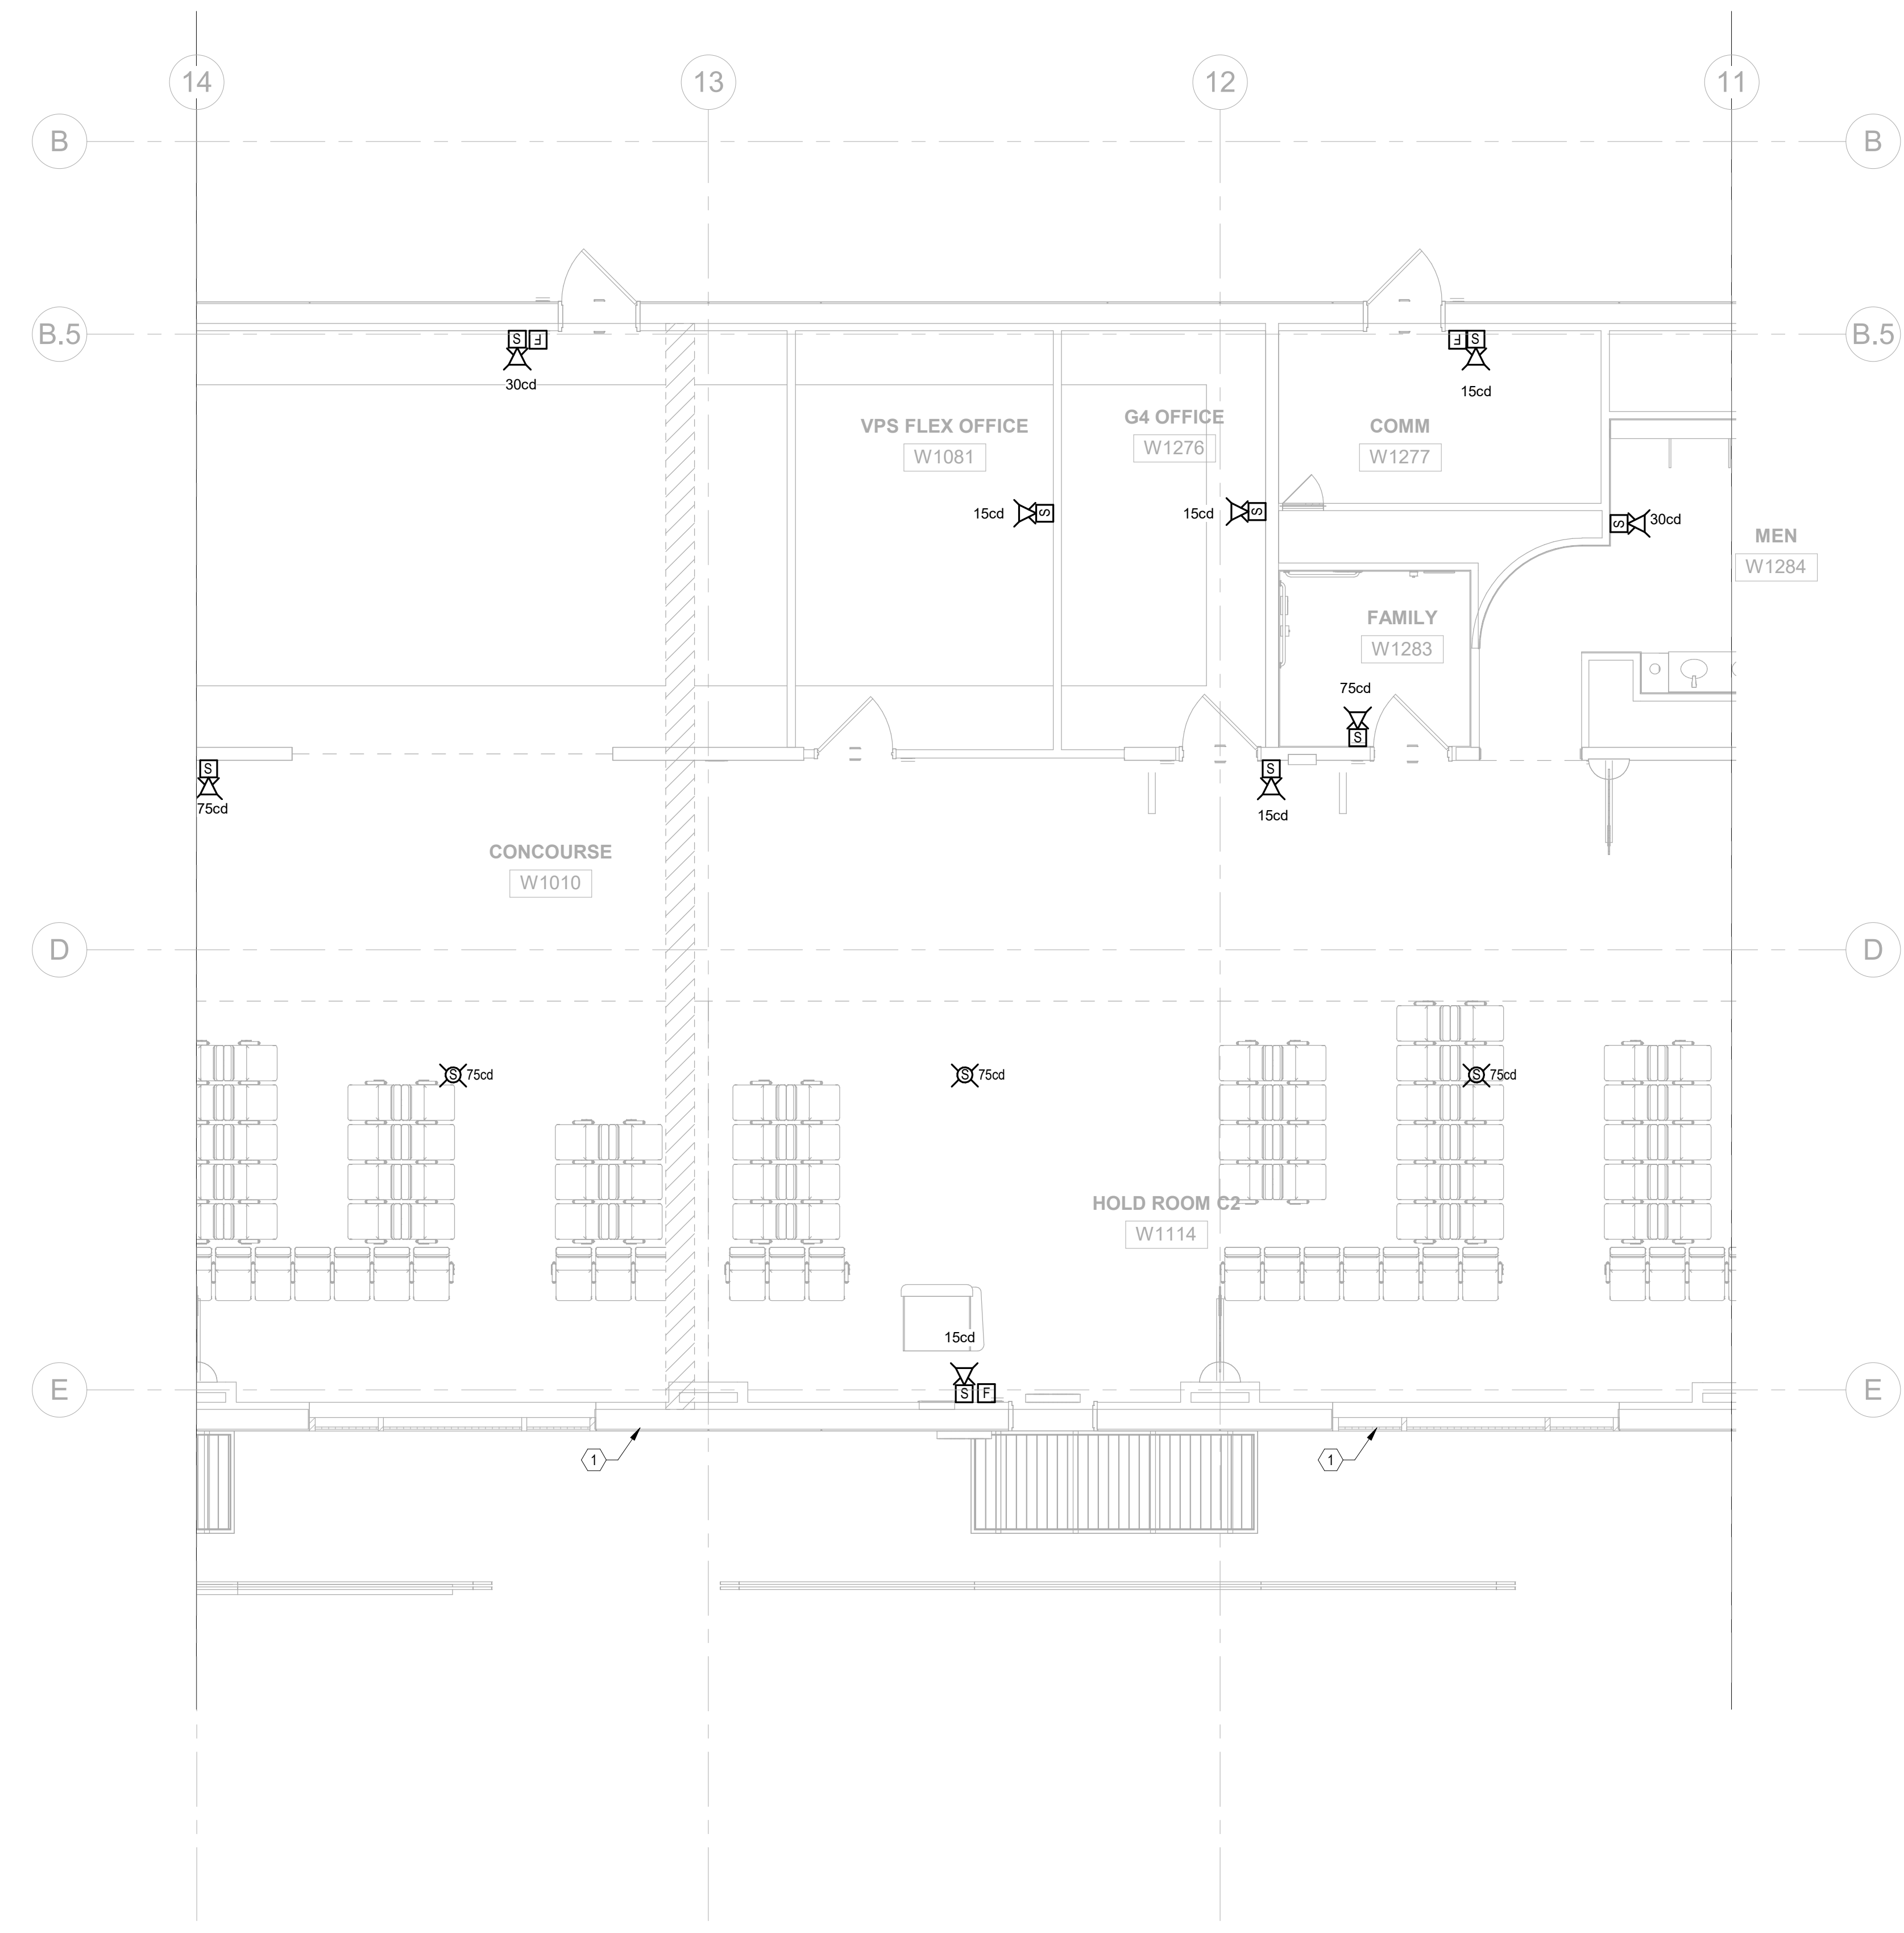 14
13
12
11
B
B
B.5
B.5
S F
F S
30cd
15cd
VPS FLEX OFFICE
W1081
G4 OFFICE
W1276
COMM
W1277
15cd S
15cd S
S 30cd
MEN
W1284
FAMILY
W1283
75cd
S
S
75cd
S
15cd
CONCOURSE
W1010
D
D
S 75cd
S 75cd
S 75cd
HOLD ROOM C2
W1114
15cd
S F
E
E
1
1